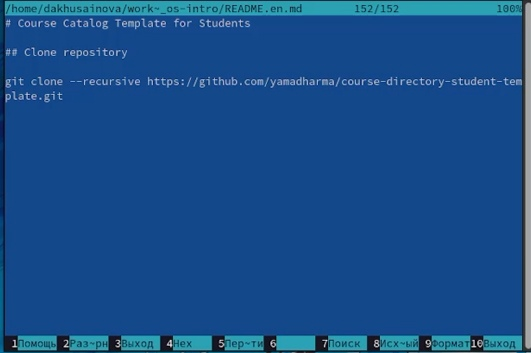 /home/dakhusainova/work~_os-intro/README.en.md 152/152 100%
# Course Catalog Template for Students
## Clone repository
git clone --recursive https://github.com/yamadharma/course-directory-student-tem
plate.git
1Помощь 2Раз~рн 3Выход 4Hex 5Пер~ти 6 7Поиск 8Исх~ый 9Формат 10Выход